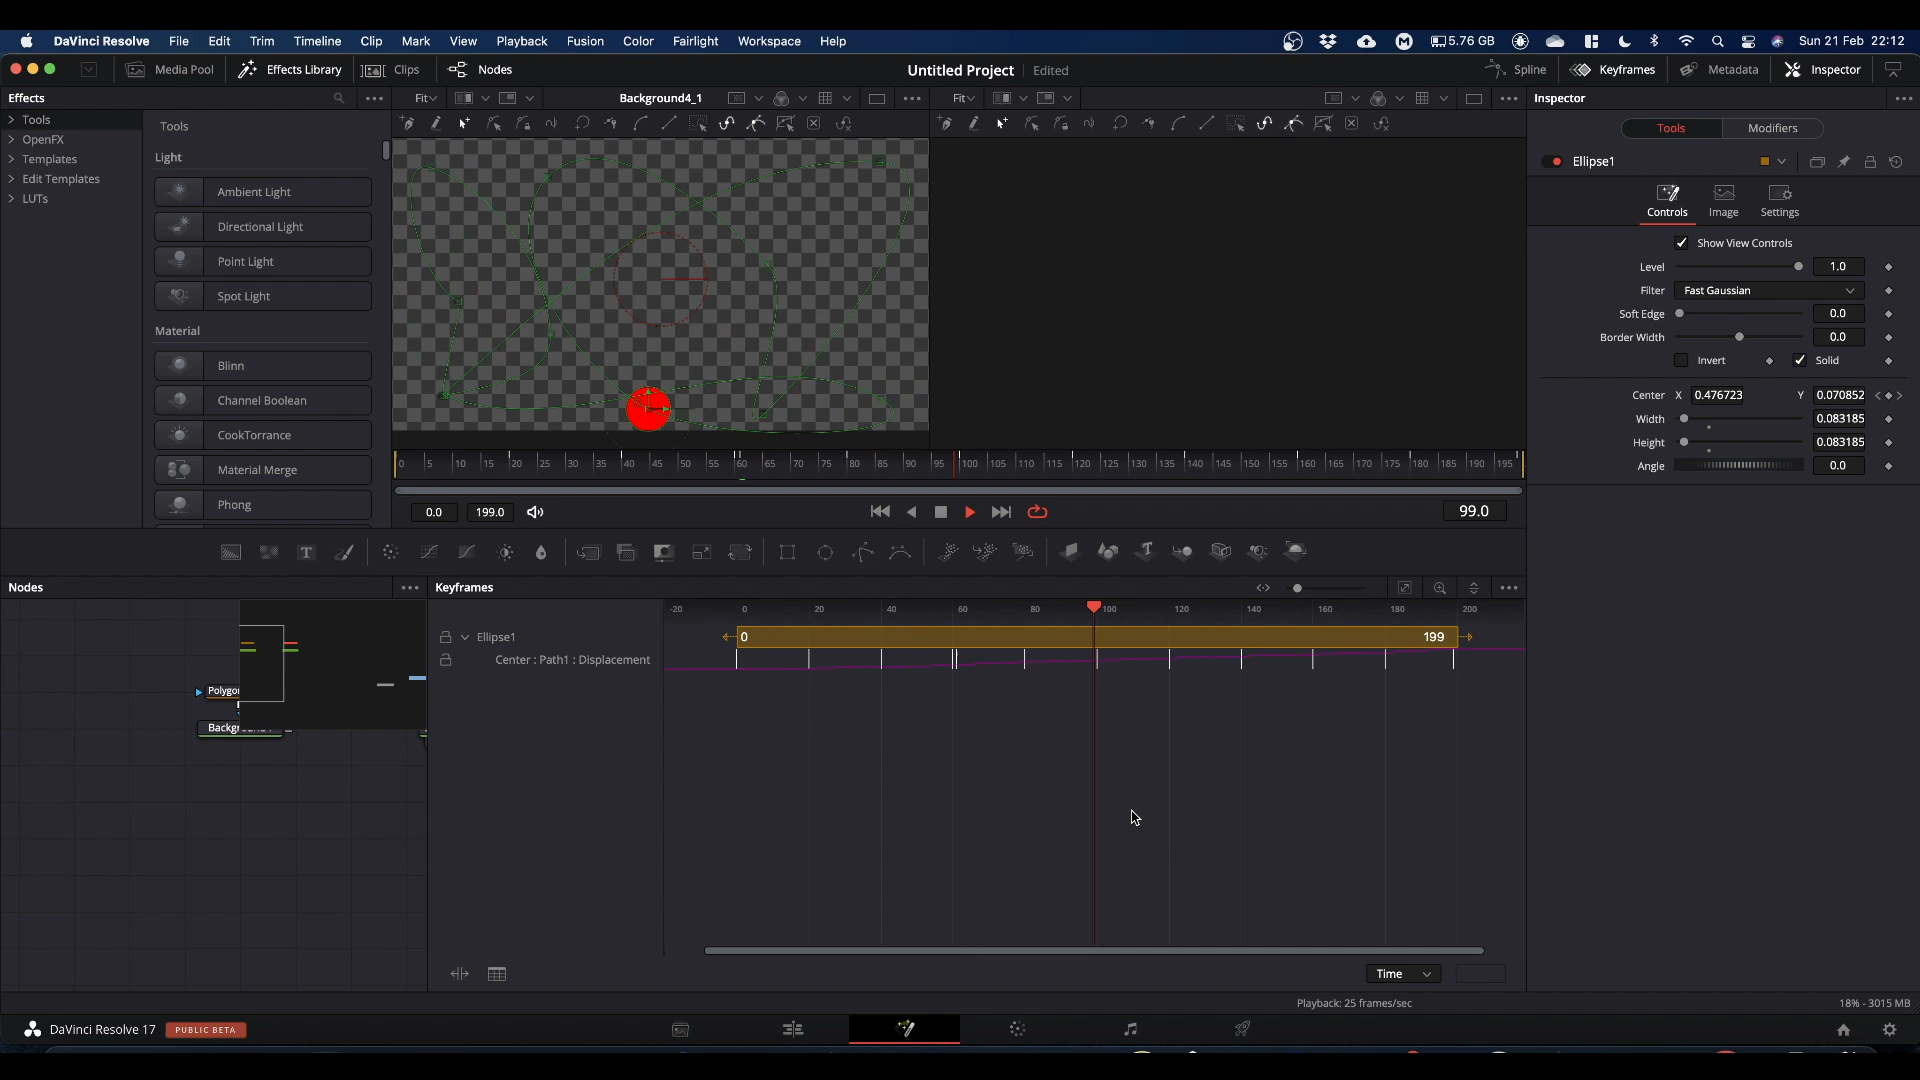 DaVinci Resolve File Edit Trim Timeline Clip Mark View Playback Fusion Color Fairlight Workspace Help 5.76 GB Sun 21 Feb 22:12
Media Pool Effects Library Clips Nodes Untitled Project Edited Spline Keyframes Metadata Inspector
Effects Fit Background4_1 Fit Inspector
Tools
OpenFX
Templates
Edit Templates
LUTs
Tools
Light
Ambient Light
Directional Light
Point Light
Spot Light
Material
Blinn
Channel Boolean
CookTorrance
Material Merge
Phong
0 5 10 15 20 25 30 35 40 45 50 55 60 65 70 75 80 85 90 95 100 105 110 115 120 125 130 135 140 145 150 155 160 165 170 175 180 185 190 195
0.0 199.0 99.0
Tools Modifiers
Ellipse1
Controls Image Settings
Show View Controls
Level 1.0
Filter Fast Gaussian
Soft Edge 0.0
Border Width 0.0
Invert Solid
Center X 0.476723 Y 0.070852
Width 0.083185
Height 0.083185
Angle 0.0
Nodes
Keyframes
-20 0 20 40 60 80 100 120 140 160 180 200
Ellipse1 0 199
Center : Path1 : Displacement
Time
Playback: 25 frames/sec 18% - 3015 MB
DaVinci Resolve 17 PUBLIC BETA